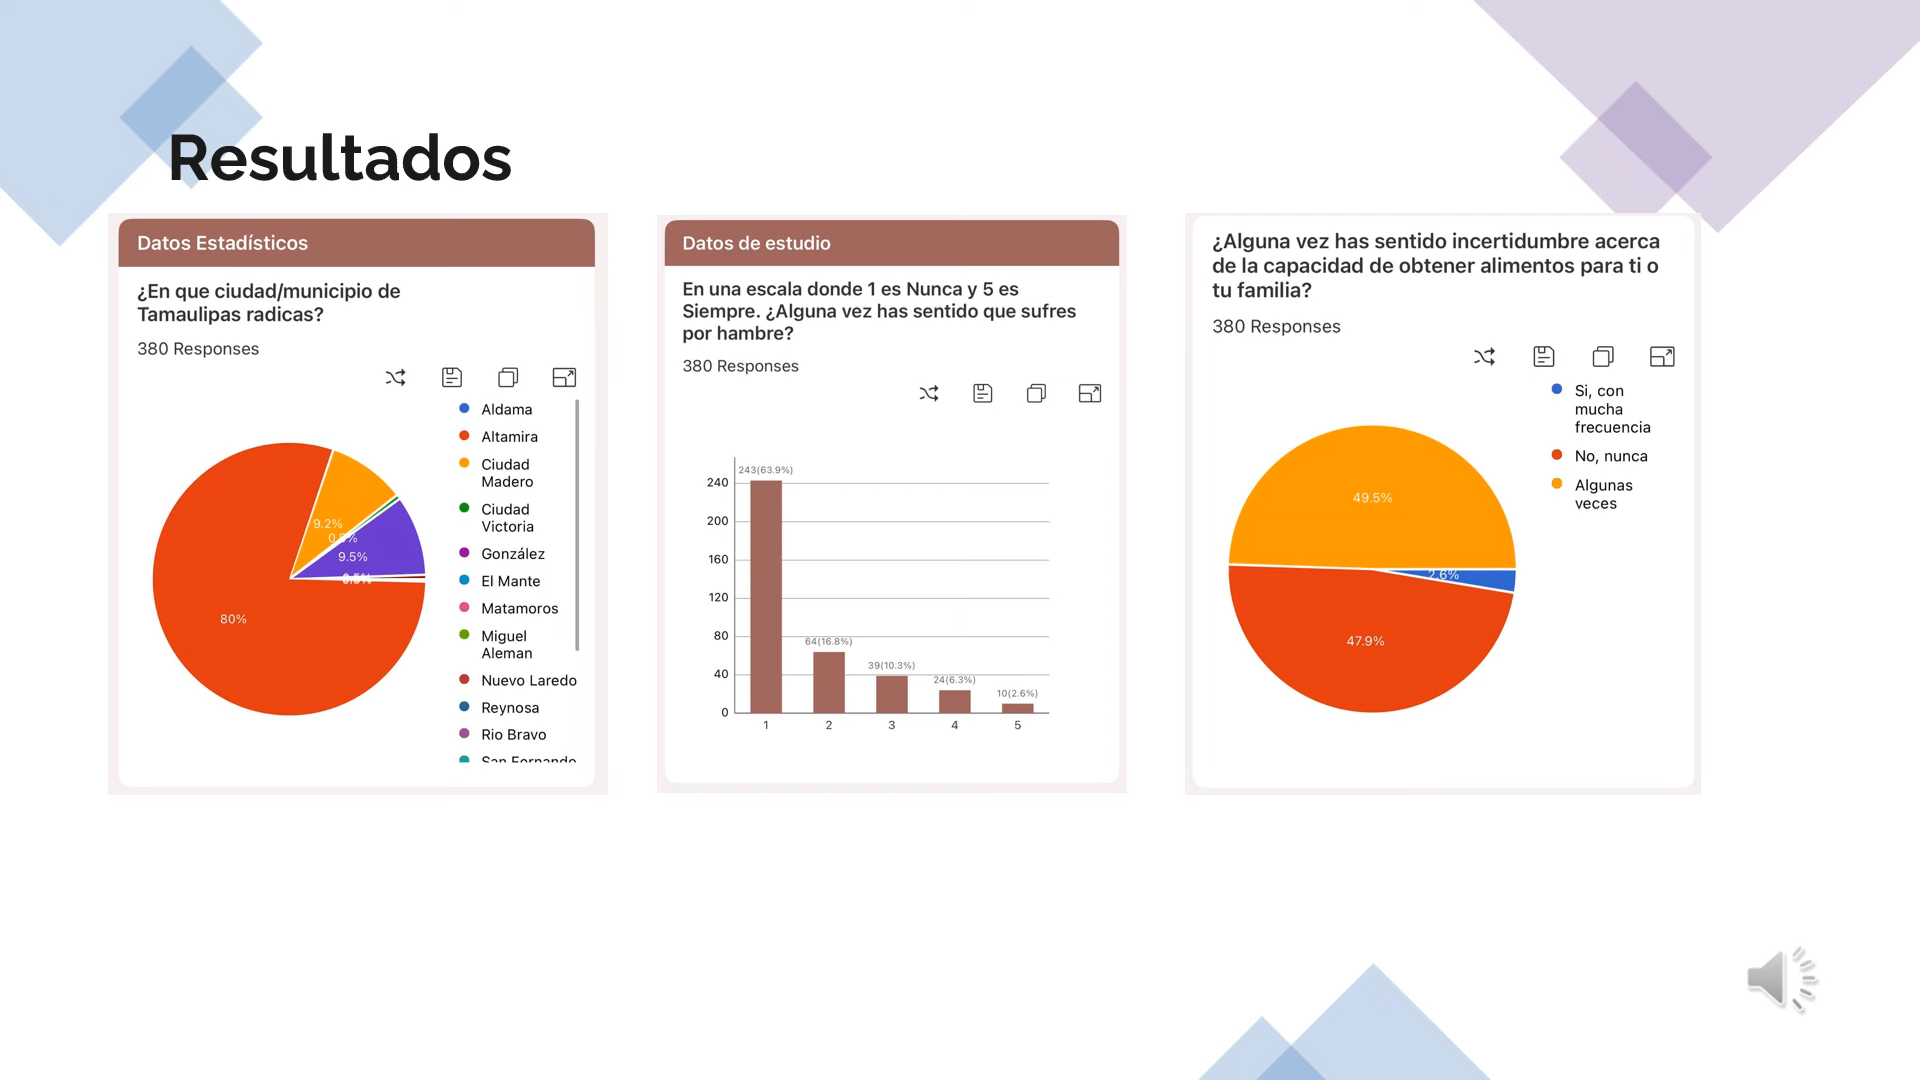 Resultados
Datos Estadísticos
¿En que ciudad/municipio de
Tamaulipas radicas?
380 Responses
Aldama
Altamira
Ciudad
Madero
Ciudad
Victoria
González
El Mante
Matamoros
Miguel
Aleman
Nuevo Laredo
Reynosa
Rio Bravo
San Fernando
9.2%
9.5%
80%
Datos de estudio
En una escala donde 1 es Nunca y 5 es
Siempre. ¿Alguna vez has sentido que sufres
por hambre?
380 Responses
243(63.9%)
240
200
160
120
80
40
0
64(16.8%)
39(10.3%)
24(6.3%)
10(2.6%)
1 2 3 4 5
¿Alguna vez has sentido incertidumbre acerca
de la capacidad de obtener alimentos para ti o
tu familia?
380 Responses
Si, con
mucha
frecuencia
No, nunca
Algunas
veces
49.5%
2.6%
47.9%